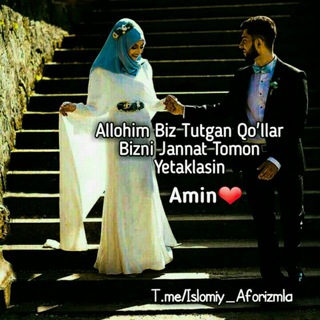 Allohim Biz Tutgan Qo'llar
Bizni Jannat Tomon
Yetaklasin
Amin❤
T.me/Islomiy_Aforizmla